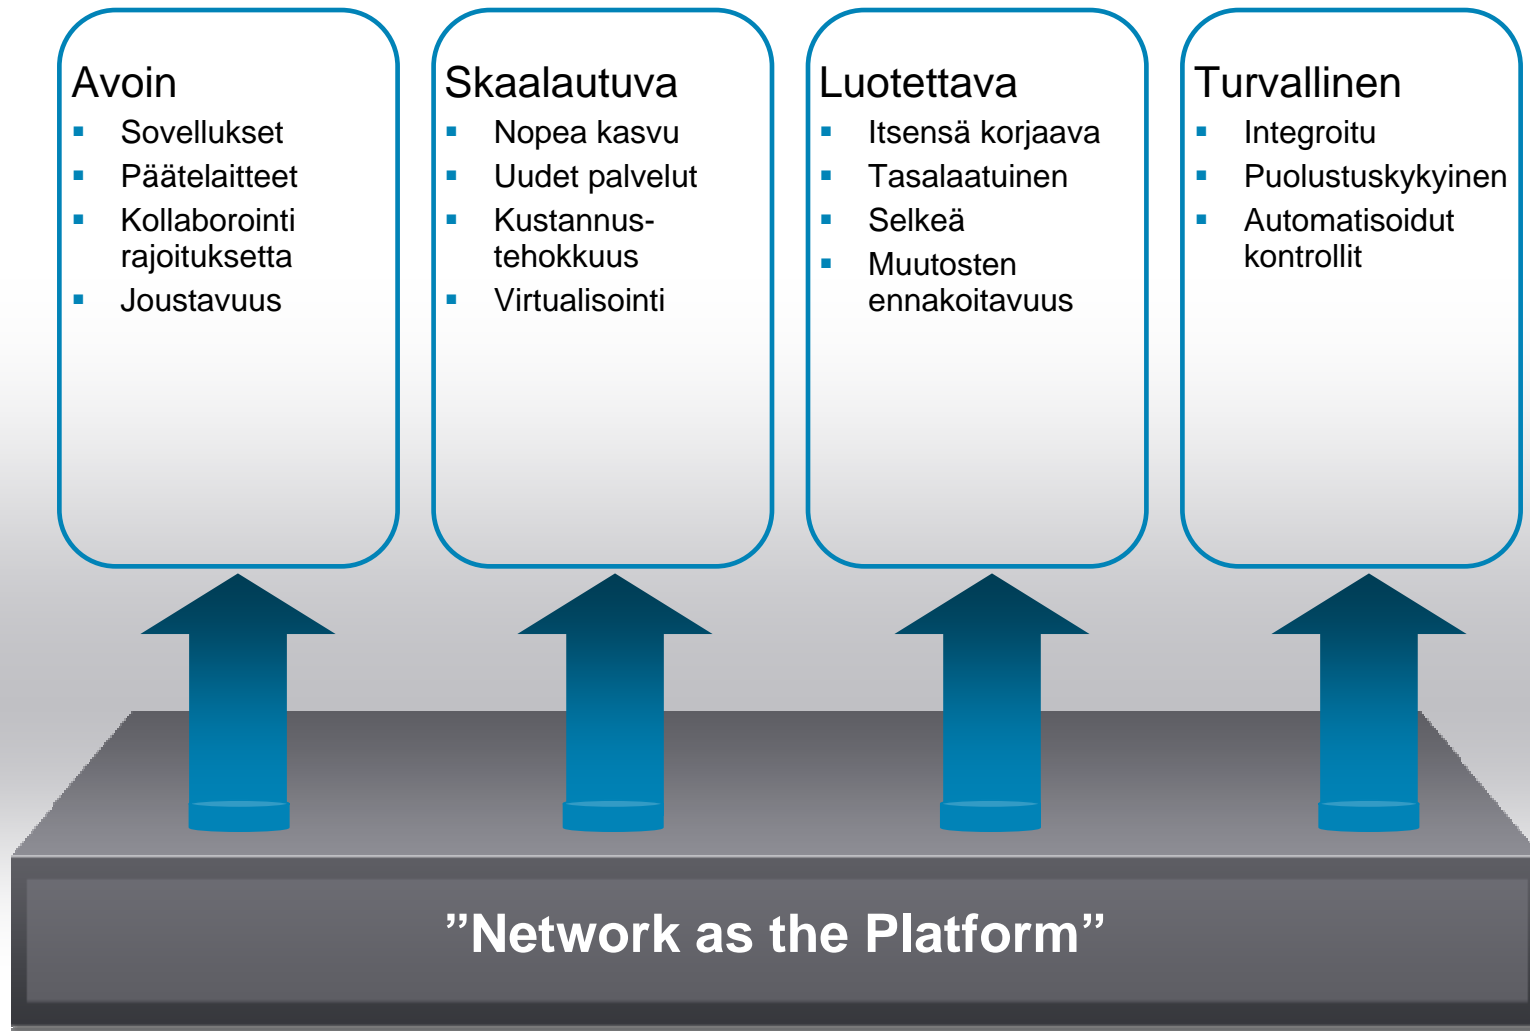 Avoin
Sovellukset
Päätelaitteet
Kollaborointi
rajoituksetta
Joustavuus
Skaalautuva
Nopea kasvu
Uudet palvelut
Kustannus-
tehokkuus
Virtualisointi
Luotettava
Itsensä korjaava
Tasalaatuinen
Selkeä
Muutosten
ennakoitavuus
Turvallinen
Integroitu
Puolustuskykyinen
Automatisoidut
kontrollit
”Network as the Platform”